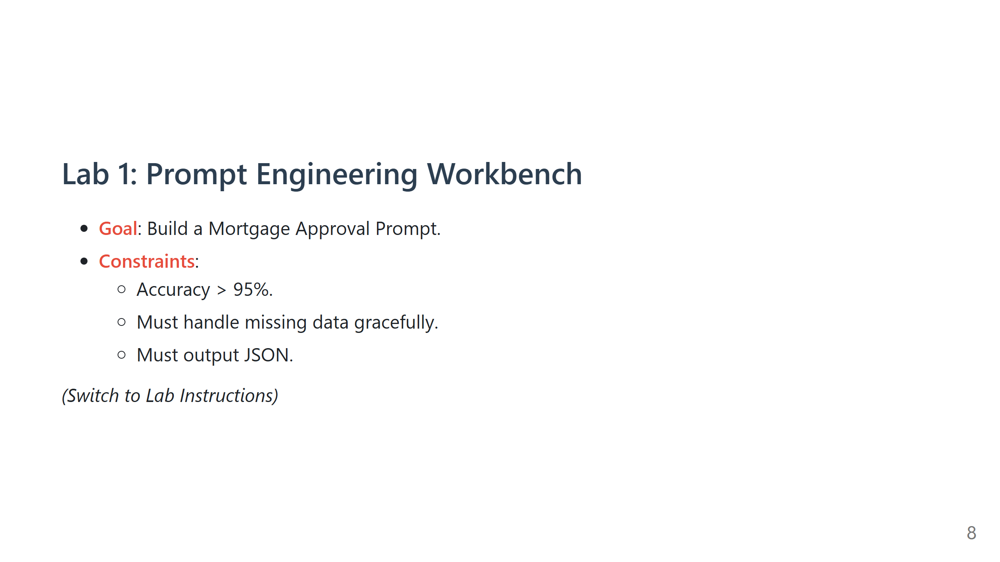 Lab 1: Prompt Engineering Workbench
Goal: Build a Mortgage Approval Prompt.
Constraints:
Accuracy > 95%.
Must handle missing data gracefully.
Must output JSON.
(Switch to Lab Instructions)
8